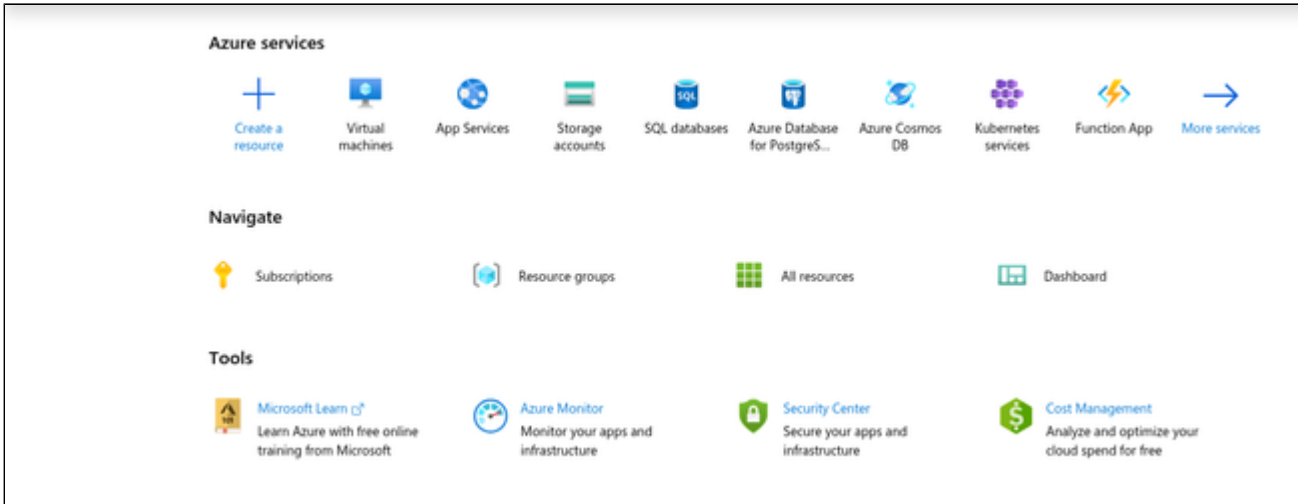 Azure services
Create a resource
Virtual machines
App Services
Storage accounts
SQL databases
Azure Database for PostgreS...
Azure Cosmos DB
Kubernetes services
Function App
More services
Navigate
Subscriptions
Resource groups
All resources
Dashboard
Tools
Microsoft Learn
Learn Azure with free online
training from Microsoft
Azure Monitor
Monitor your apps and
infrastructure
Security Center
Secure your apps and
infrastructure
Cost Management
Analyze and optimize your
cloud spend for free